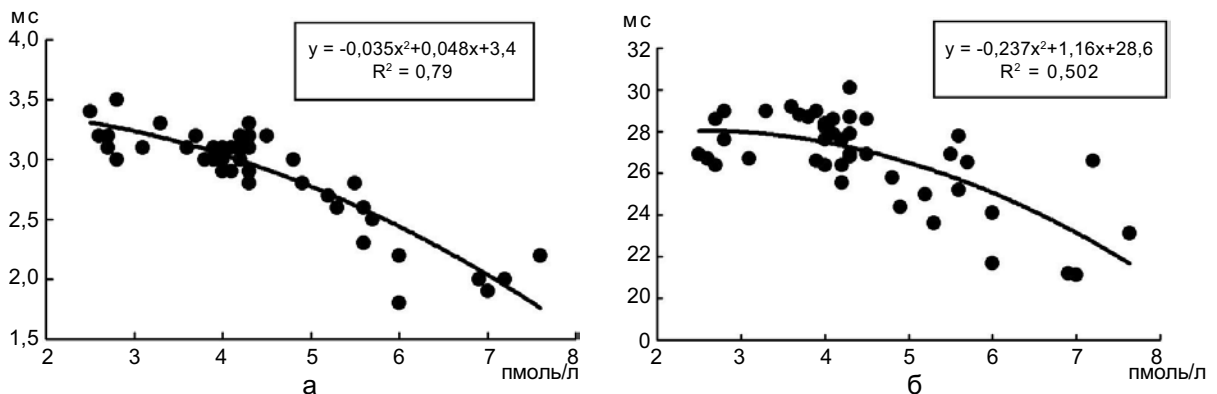 мс
4,0
3,5
3,0
2,5
2,0
1,5
y = -0,035x²+0,048x+3,4
R² = 0,79
2 3 4 5 6 7 8
пмоль/л
а
мс
32
30
28
26
24
22
20
0
y = -0,237x²+1,16x+28,6
R² = 0,502
2 3 4 5 6 7 8
пмоль/л
б